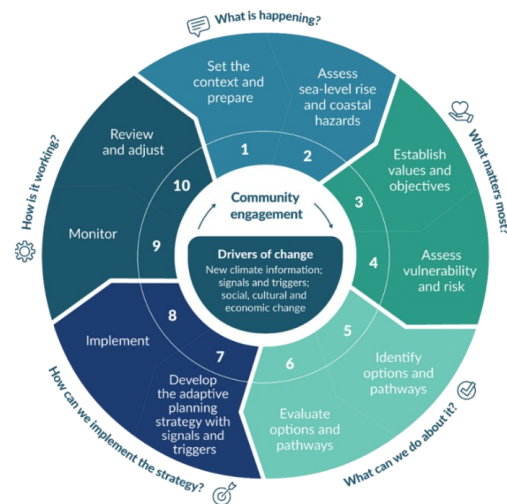 What is happening?
Set the
context and
prepare
1
Assess
sea-level rise
and coastal
hazards
2
What matters most?
Establish
values and
objectives
3
Assess
vulnerability
and risk
4
What can we do about it?
Identify
options and
pathways
5
Evaluate
options and
pathways
6
How can we implement the strategy?
Develop
the adaptive
planning
strategy with
signals and
triggers
7
Implement
8
How is it working?
Monitor
9
Review
and adjust
10
Community
engagement
Drivers of change
New climate information;
signals and triggers;
social, cultural and
economic change